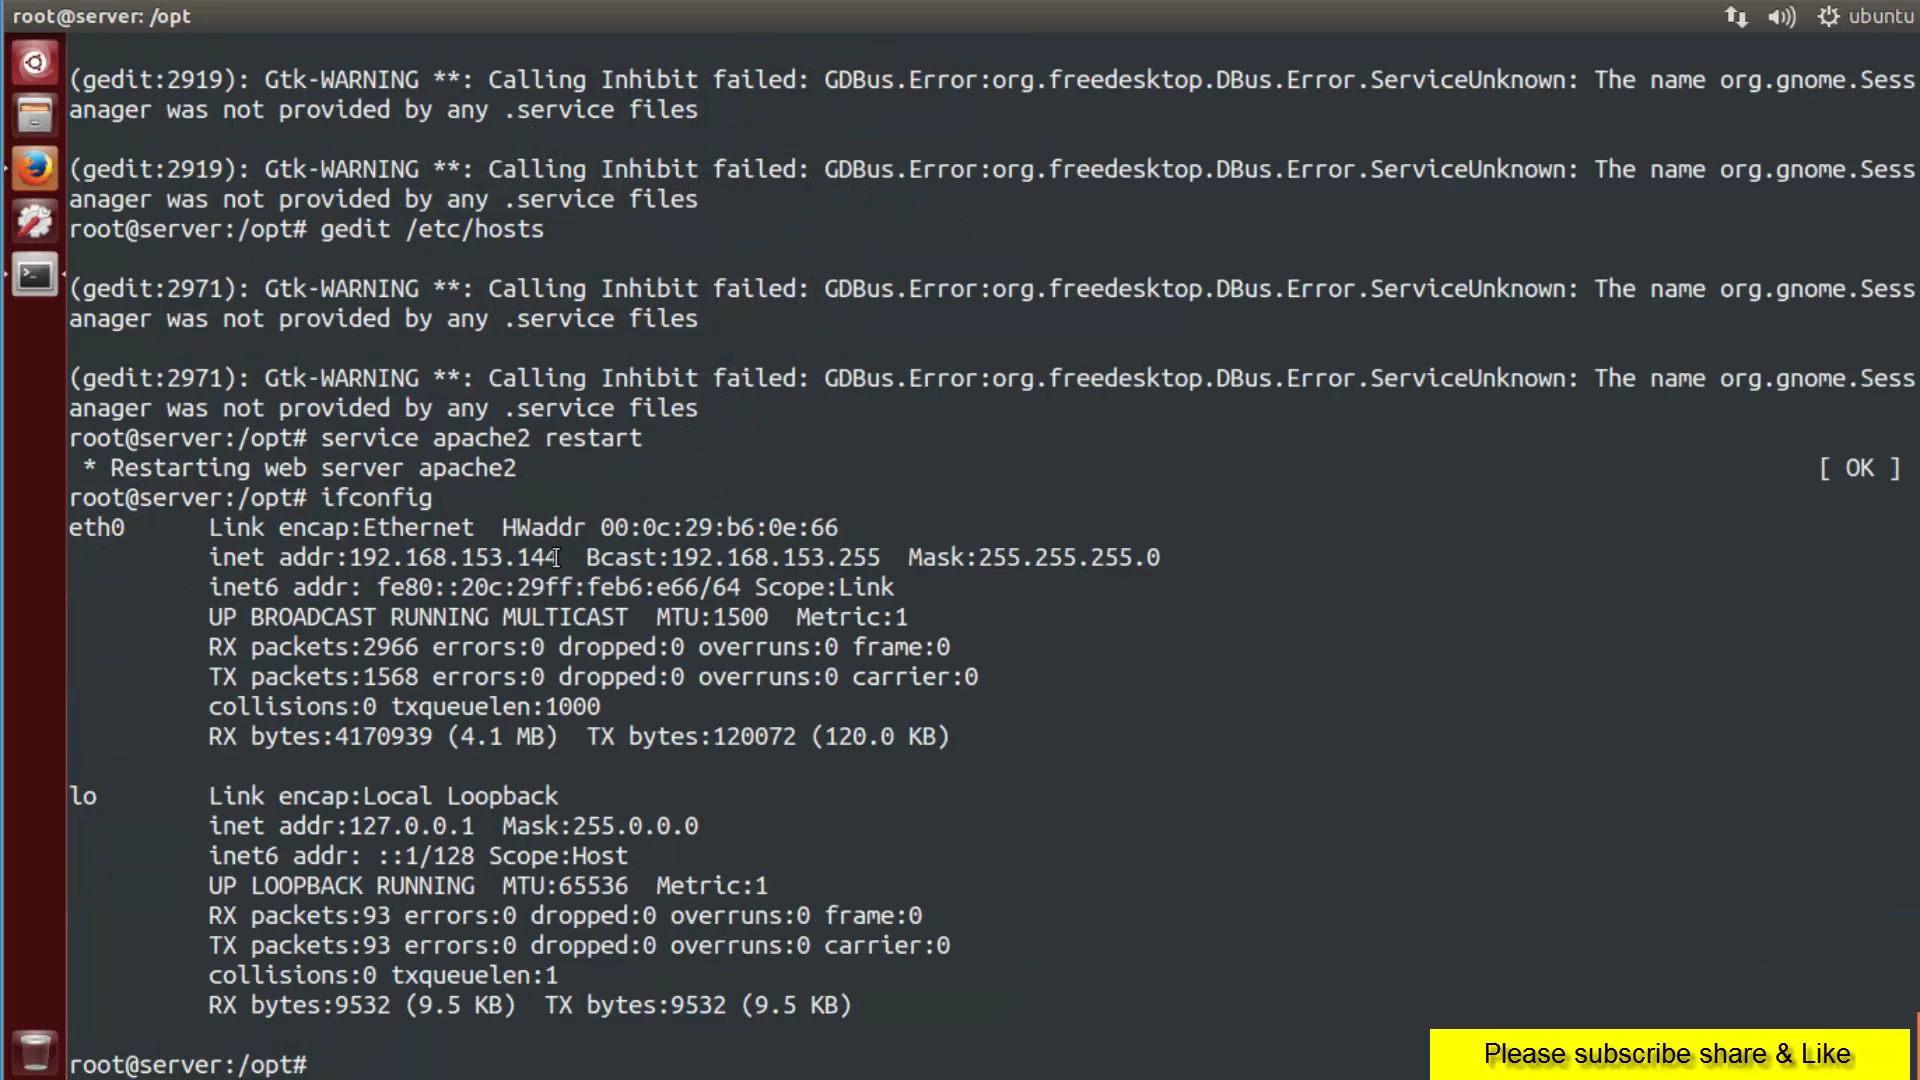 root@server: /opt
ubuntu
(gedit:2919): Gtk-WARNING **: Calling Inhibit failed: GDBus.Error:org.freedesktop.DBus.Error.ServiceUnknown: The name org.gnome.Sess
anager was not provided by any .service files
(gedit:2919): Gtk-WARNING **: Calling Inhibit failed: GDBus.Error:org.freedesktop.DBus.Error.ServiceUnknown: The name org.gnome.Sess
anager was not provided by any .service files
root@server:/opt# gedit /etc/hosts
(gedit:2971): Gtk-WARNING **: Calling Inhibit failed: GDBus.Error:org.freedesktop.DBus.Error.ServiceUnknown: The name org.gnome.Sess
anager was not provided by any .service files
(gedit:2971): Gtk-WARNING **: Calling Inhibit failed: GDBus.Error:org.freedesktop.DBus.Error.ServiceUnknown: The name org.gnome.Sess
anager was not provided by any .service files
root@server:/opt# service apache2 restart
* Restarting web server apache2 [ OK ]
root@server:/opt# ifconfig
eth0 Link encap:Ethernet HWaddr 00:0c:29:b6:0e:66
inet addr:192.168.153.144 Bcast:192.168.153.255 Mask:255.255.255.0
inet6 addr: fe80::20c:29ff:feb6:e66/64 Scope:Link
UP BROADCAST RUNNING MULTICAST MTU:1500 Metric:1
RX packets:2966 errors:0 dropped:0 overruns:0 frame:0
TX packets:1568 errors:0 dropped:0 overruns:0 carrier:0
collisions:0 txqueuelen:1000
RX bytes:4170939 (4.1 MB) TX bytes:120072 (120.0 KB)
lo Link encap:Local Loopback
inet addr:127.0.0.1 Mask:255.0.0.0
inet6 addr: ::1/128 Scope:Host
UP LOOPBACK RUNNING MTU:65536 Metric:1
RX packets:93 errors:0 dropped:0 overruns:0 frame:0
TX packets:93 errors:0 dropped:0 overruns:0 carrier:0
collisions:0 txqueuelen:1
RX bytes:9532 (9.5 KB) TX bytes:9532 (9.5 KB)
root@server:/opt#
Please subscribe share & Like